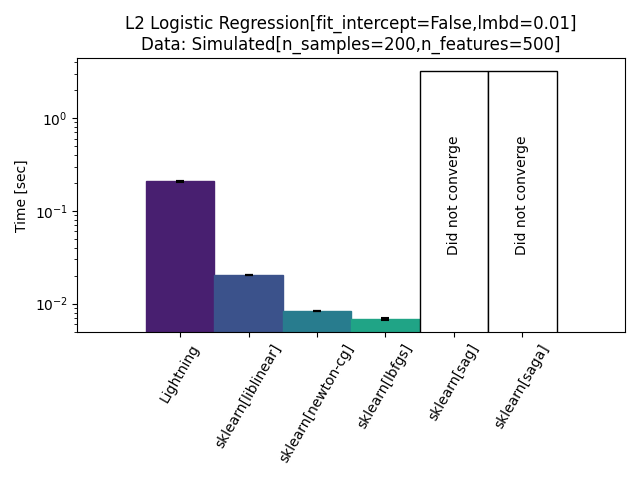 L2 Logistic Regression[fit_intercept=False,lmbd=0.01]
Data: Simulated[n_samples=200,n_features=500]
Time [sec]
10⁰
10⁻¹
10⁻²
Did not converge
Did not converge
Lightning
sklearn[liblinear]
sklearn[newton-cg]
sklearn[lbfgs]
sklearn[sag]
sklearn[saga]